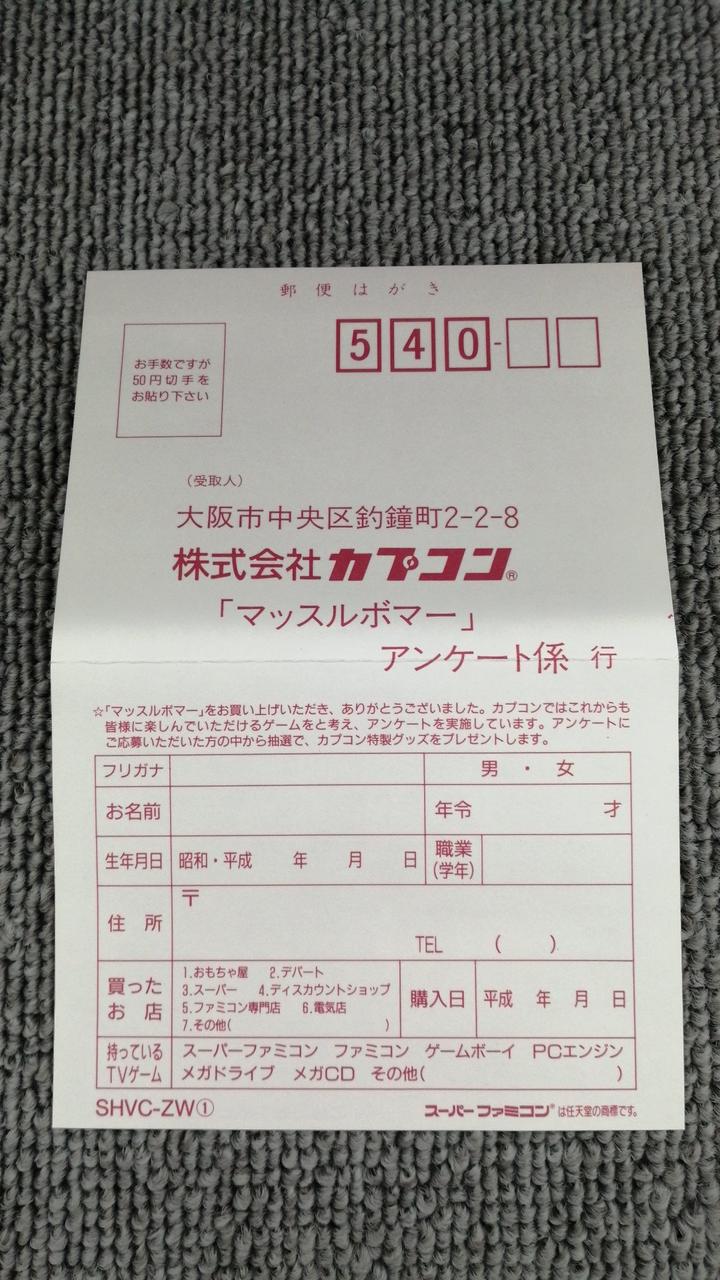 郵便はがき
お手数ですが
50円切手を
お貼り下さい
540-
（受取人）
大阪市中央区釣鐘町2-2-8
株式会社カプコン®
「マッスルボマー」
アンケート係 行
☆「マッスルボマー」をお買い上げいただき、ありがとうございました。カプコンではこれからも
皆様に楽しんでいただけるゲームをと考え、アンケートを実施しています。アンケートに
ご応募いただいた方の中から抽選で、カプコン特製グッズをプレゼントします。
フリガナ 男・女
お名前 年令 才
生年月日 昭和・平成 年 月 日 職業
(学年)
住所 〒
TEL ( )
買った
お店
1.おもちゃ屋 2.デパート
3.スーパー 4.ディスカウントショップ
5.ファミコン専門店 6.電気店
7.その他( )
購入日 平成 年 月 日
持っている
TVゲーム
スーパーファミコン ファミコン ゲームボーイ PCエンジン
メガドライブ メガCD その他( )
SHVC-ZW①
スーパーファミコン®は任天堂の商標です。